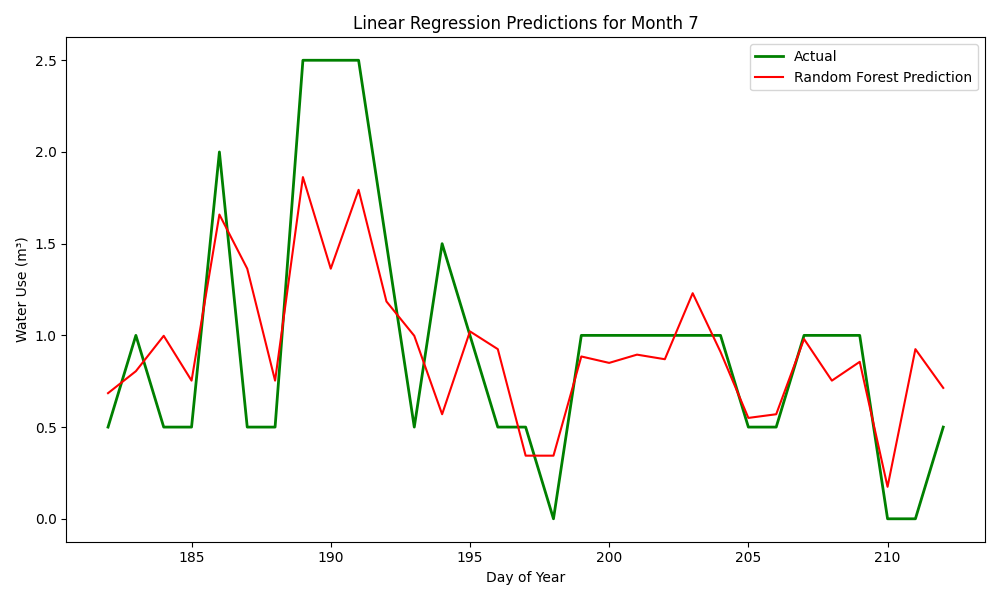 Linear Regression Predictions for Month 7
Actual
Random Forest Prediction
2.5
2.0
1.5
1.0
0.5
0.0
Water Use (m³)
185
190
195
200
205
210
Day of Year